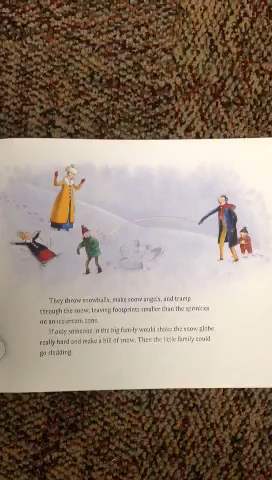 They throw snowballs, make snow angels, and tramp
through the snow, leaving footprints smaller than the sprinkles
on an ice-cream cone.
If only someone in the big family would shake the snow globe
really hard and make a hill of snow. Then the little family could
go sledding.